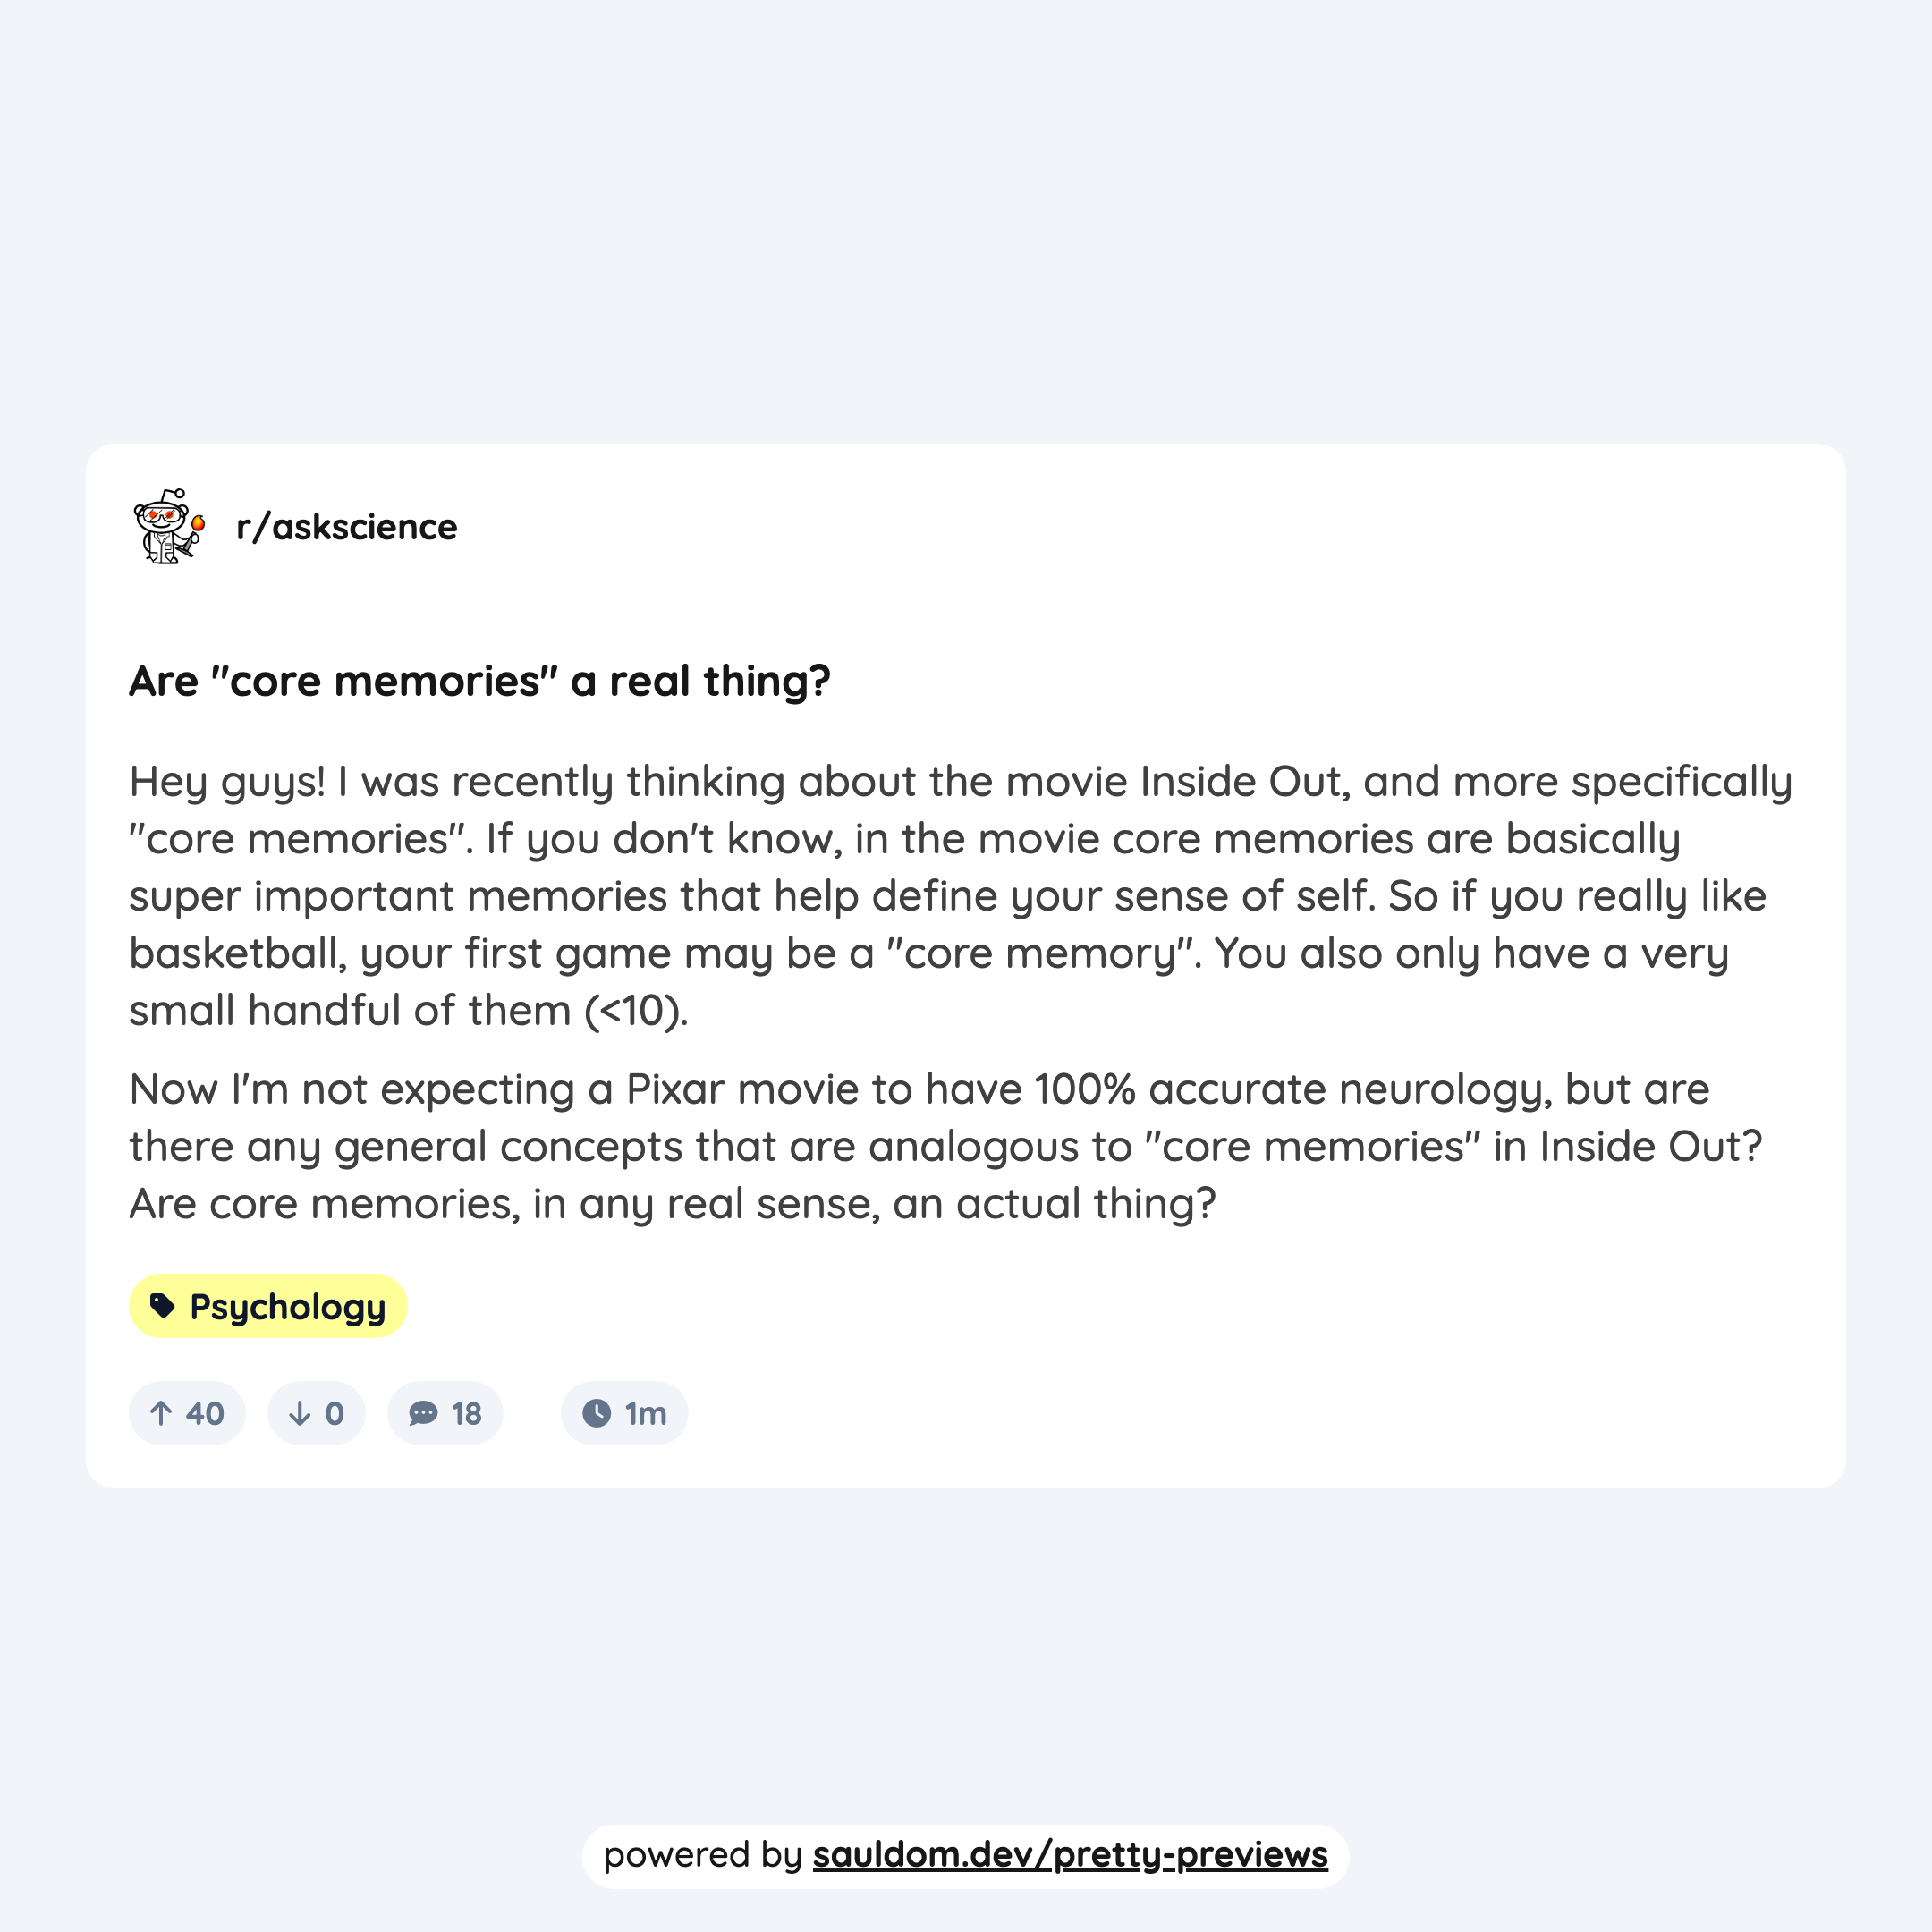 r/askscience
Are "core memories" a real thing?
Hey guys! I was recently thinking about the movie Inside Out, and more specifically
"core memories". If you don't know, in the movie core memories are basically
super important memories that help define your sense of self. So if you really like
basketball, your first game may be a "core memory". You also only have a very
small handful of them (<10).
Now I'm not expecting a Pixar movie to have 100% accurate neurology, but are
there any general concepts that are analogous to "core memories" in Inside Out?
Are core memories, in any real sense, an actual thing?
Psychology
40 0 18 1m
powered by sauldom.dev/pretty-previews